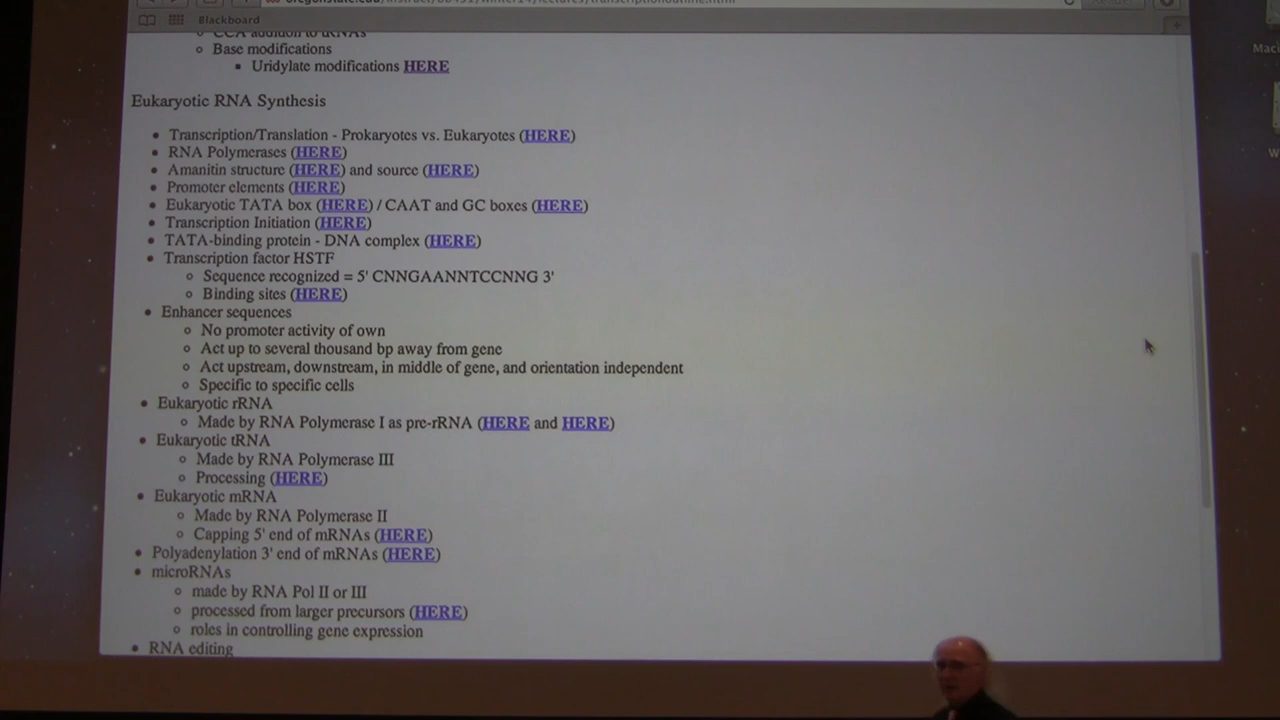 Blackboard
CCA addition to tRNAs
Base modifications
Uridylate modifications HERE
Eukaryotic RNA Synthesis
Transcription/Translation - Prokaryotes vs. Eukaryotes (HERE)
RNA Polymerases (HERE)
Amanitin structure (HERE) and source (HERE)
Promoter elements (HERE)
Eukaryotic TATA box (HERE) / CAAT and GC boxes (HERE)
Transcription Initiation (HERE)
TATA-binding protein - DNA complex (HERE)
Transcription factor HSTF
Sequence recognized = 5' CNNGAANNTCCNNG 3'
Binding sites (HERE)
Enhancer sequences
No promoter activity of own
Act up to several thousand bp away from gene
Act upstream, downstream, in middle of gene, and orientation independent
Specific to specific cells
Eukaryotic rRNA
Made by RNA Polymerase I as pre-rRNA (HERE and HERE)
Eukaryotic tRNA
Made by RNA Polymerase III
Processing (HERE)
Eukaryotic mRNA
Made by RNA Polymerase II
Capping 5' end of mRNAs (HERE)
Polyadenylation 3' end of mRNAs (HERE)
microRNAs
made by RNA Pol II or III
processed from larger precursors (HERE)
roles in controlling gene expression
RNA editing